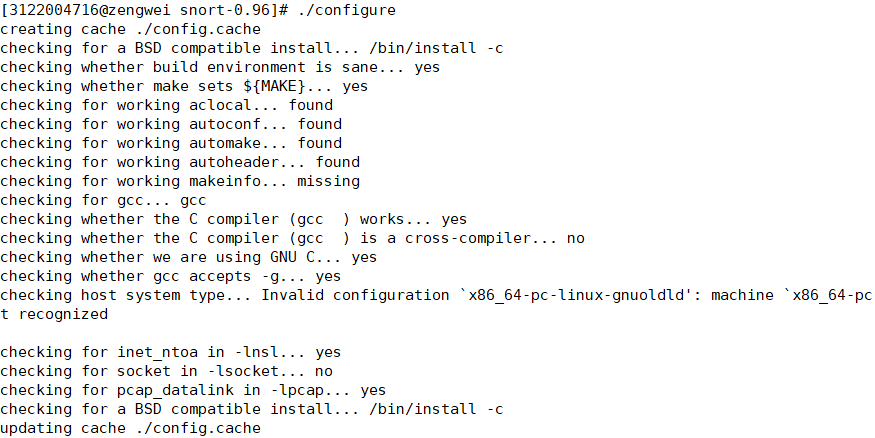 [3122004716@zengwei snort-0.96]# ./configure
creating cache ./config.cache
checking for a BSD compatible install... /bin/install -c
checking whether build environment is sane... yes
checking whether make sets ${MAKE}... yes
checking for working aclocal... found
checking for working autoconf... found
checking for working automake... found
checking for working autoheader... found
checking for working makeinfo... missing
checking for gcc... gcc
checking whether the C compiler (gcc  ) works... yes
checking whether the C compiler (gcc  ) is a cross-compiler... no
checking whether we are using GNU C... yes
checking whether gcc accepts -g... yes
checking host system type... Invalid configuration `x86_64-pc-linux-gnuoldld': machine `x86_64-pc
t recognized

checking for inet_ntoa in -lnsl... yes
checking for socket in -lsocket... no
checking for pcap_datalink in -lpcap... yes
checking for a BSD compatible install... /bin/install -c
updating cache ./config.cache